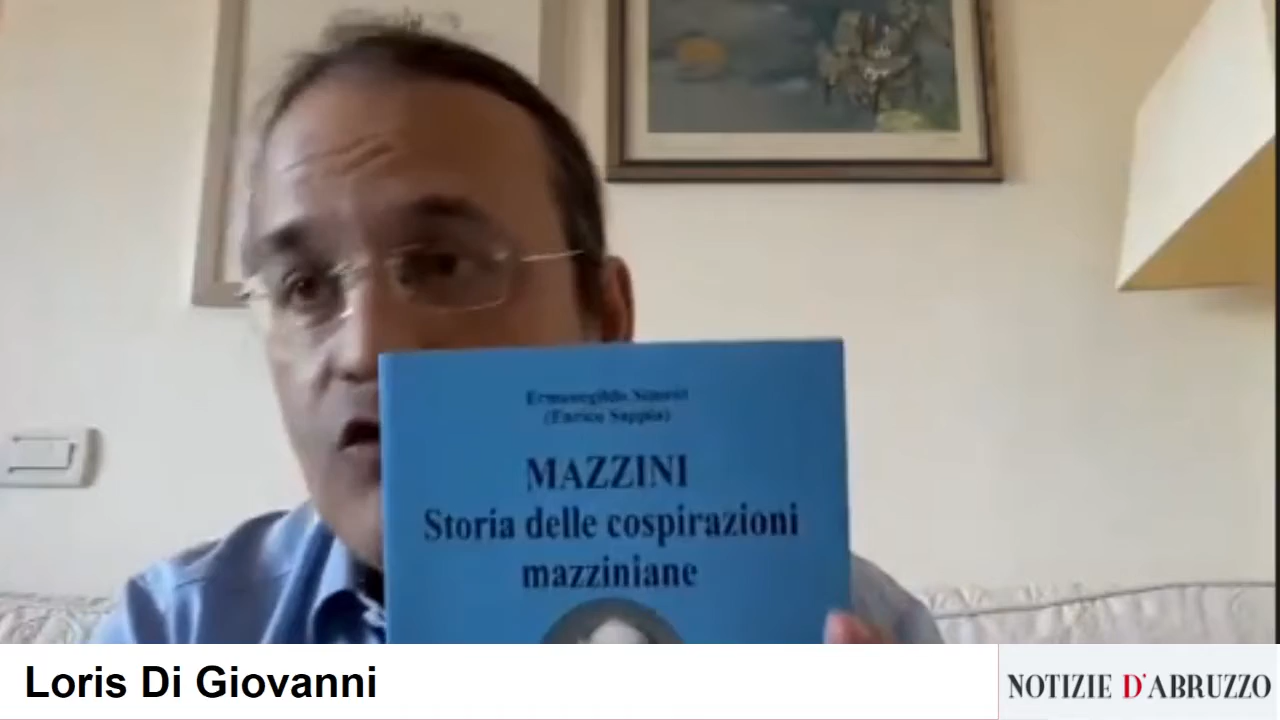 Ermenegildo Simoni
(Enrico Sappia)
MAZZINI
Storia delle cospirazioni
mazziniane
Loris Di Giovanni
NOTIZIE D'ABRUZZO